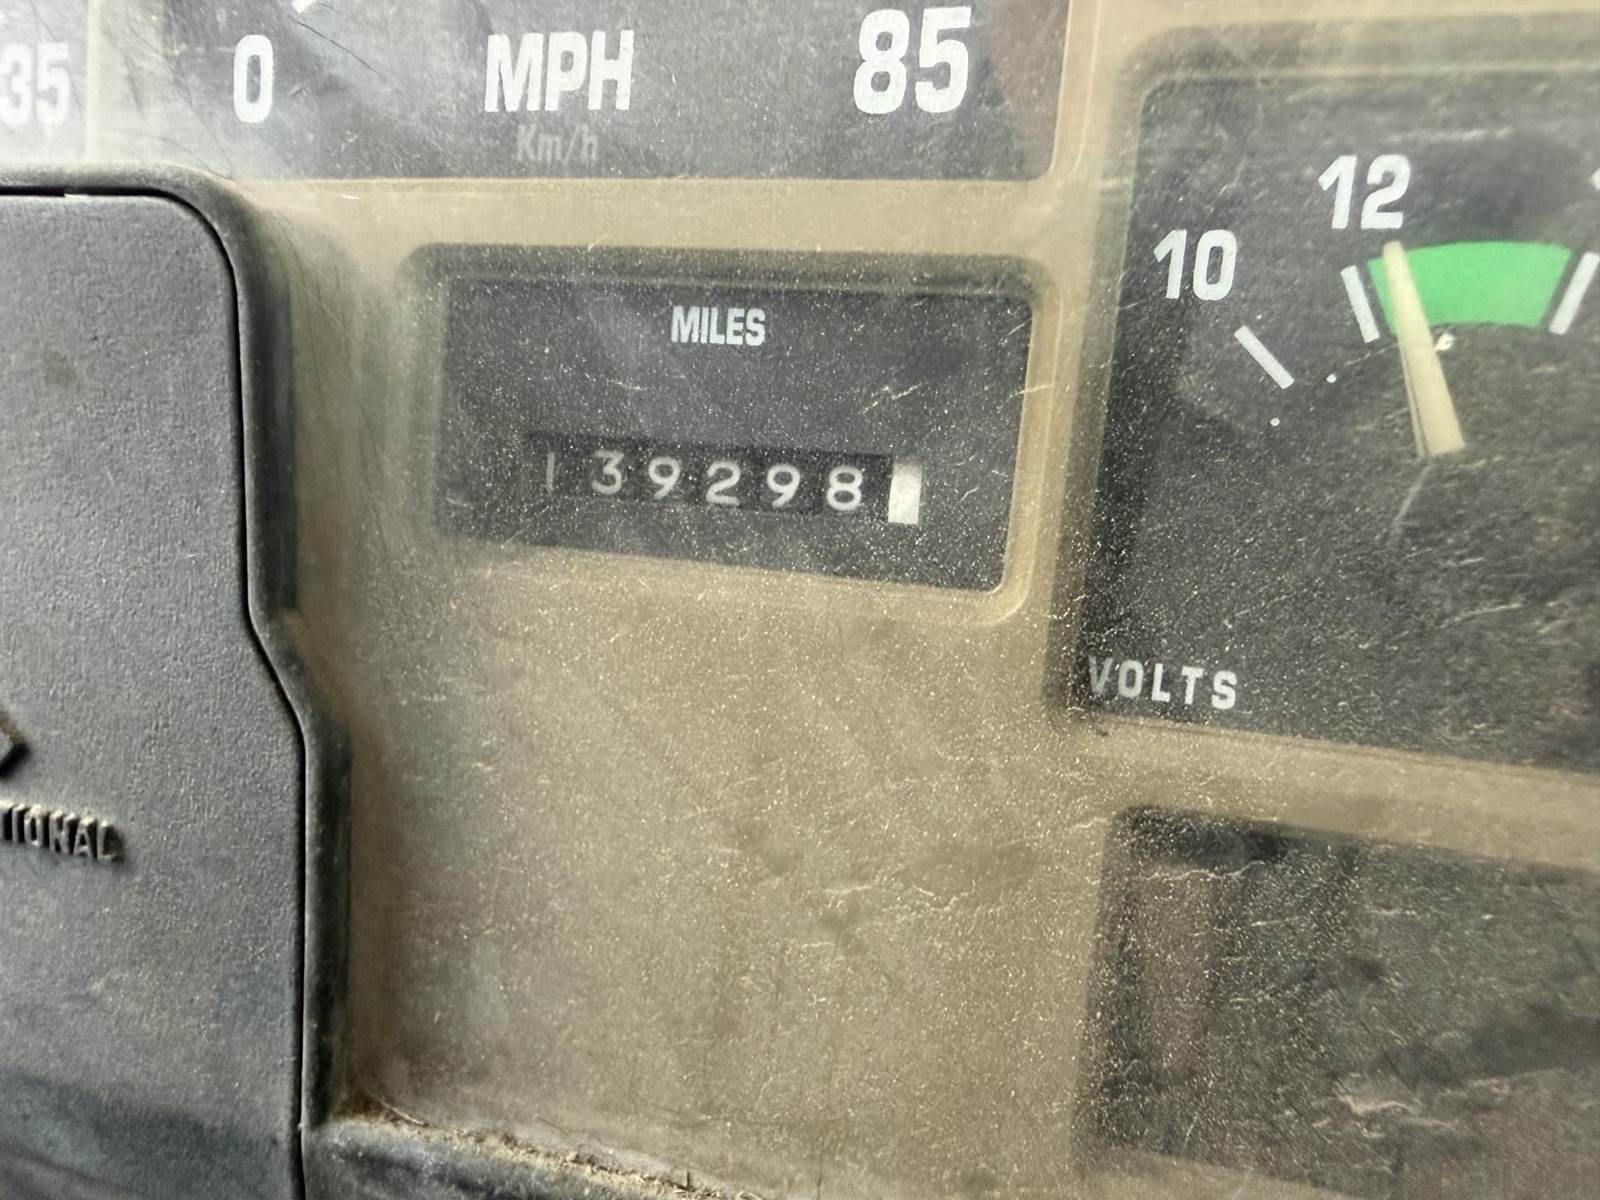 35
0 MPH 85
Km/h
12
10
MILES
139298
VOLTS
TIONAL